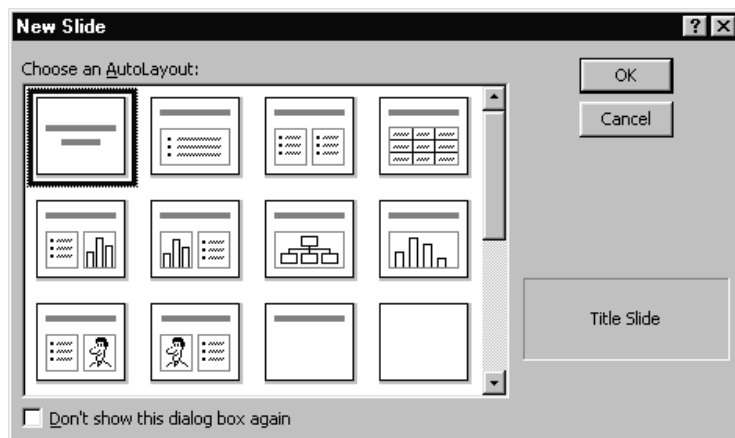 New Slide
Choose an AutoLayout:
OK
Cancel
Title Slide
Don't show this dialog box again